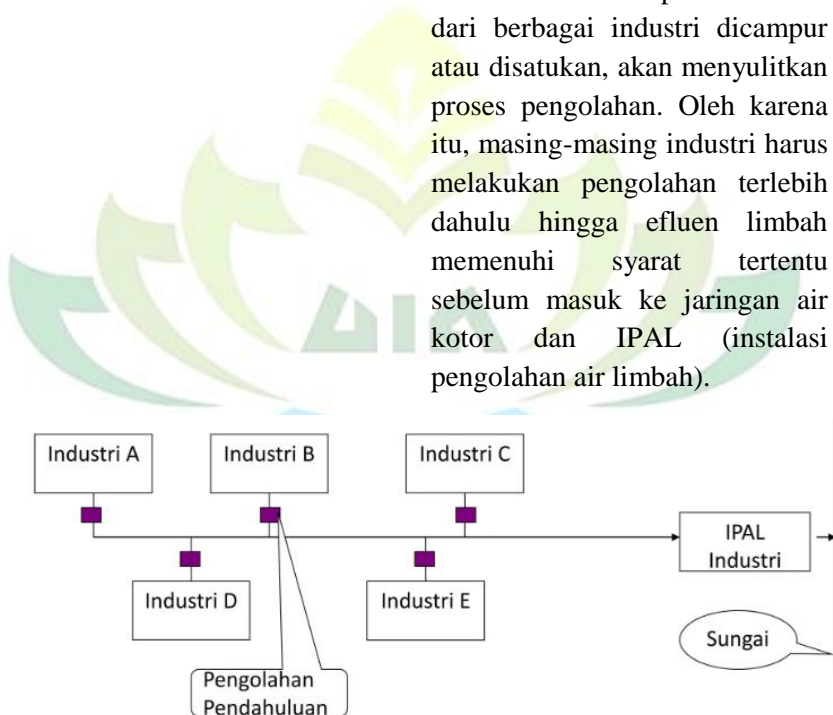 dari berbagai industri dicampur
atau disatukan, akan menyulitkan
proses pengolahan. Oleh karena
itu, masing-masing industri harus
melakukan pengolahan terlebih
dahulu hingga efluen limbah
memenuhi syarat tertentu
sebelum masuk ke jaringan air
kotor dan IPAL (instalasi
pengolahan air limbah).
Industri A
Industri B
Industri C
IPAL
Industri
Industri D
Industri E
Sungai
Pengolahan
Pendahuluan